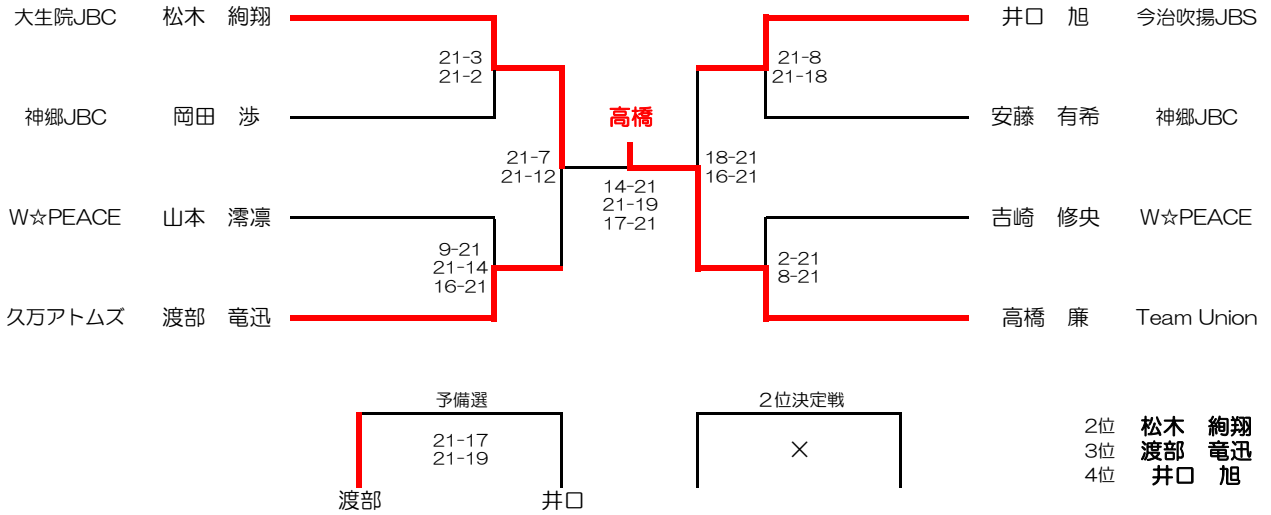 大生院JBC 松木 絢翔 井口 旭 今治吹揚JBS
21-3 21-8
21-2 21-18
神郷JBC 岡田 渉 高橋 安藤 有希 神郷JBC
21-7 18-21
21-12 16-21
14-21
21-19
17-21
W☆PEACE 山本 澪凛 吉崎 修央 W☆PEACE
9-21 2-21
21-14 8-21
16-21
久万アトムズ 渡部 竜迅 高橋 廉 Team Union
予備選 2位決定戦
21-17
21-19
×
渡部 井口
2位 松木 絢翔
3位 渡部 竜迅
4位 井口 旭